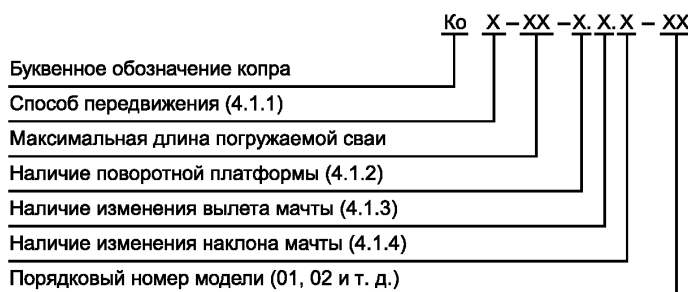 Ко Х – ХХ – Х. Х. Х – ХХ
Буквенное обозначение копра
Способ передвижения (4.1.1)
Максимальная длина погружаемой сваи
Наличие поворотной платформы (4.1.2)
Наличие изменения вылета мачты (4.1.3)
Наличие изменения наклона мачты (4.1.4)
Порядковый номер модели (01, 02 и т. д.)